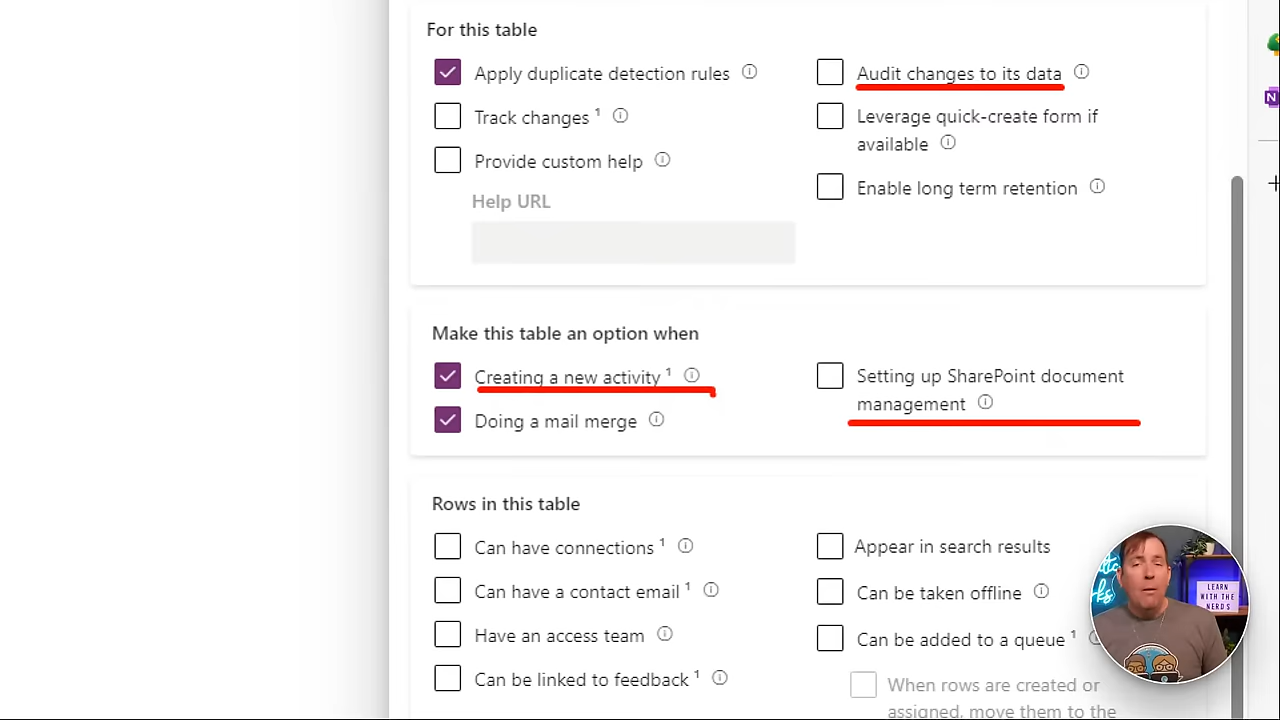 For this table
Apply duplicate detection rules
Audit changes to its data
Track changes 1
Leverage quick-create form if
available
Provide custom help
Enable long term retention
Help URL
Make this table an option when
Creating a new activity 1
Setting up SharePoint document
management
Doing a mail merge
Rows in this table
Can have connections 1
Appear in search results
Can have a contact email 1
Can be taken offline
Have an access team
Can be added to a queue 1
Can be linked to feedback 1
When rows are created or
assigned, move them to the
LEARN
WITH THE
NERDS
N